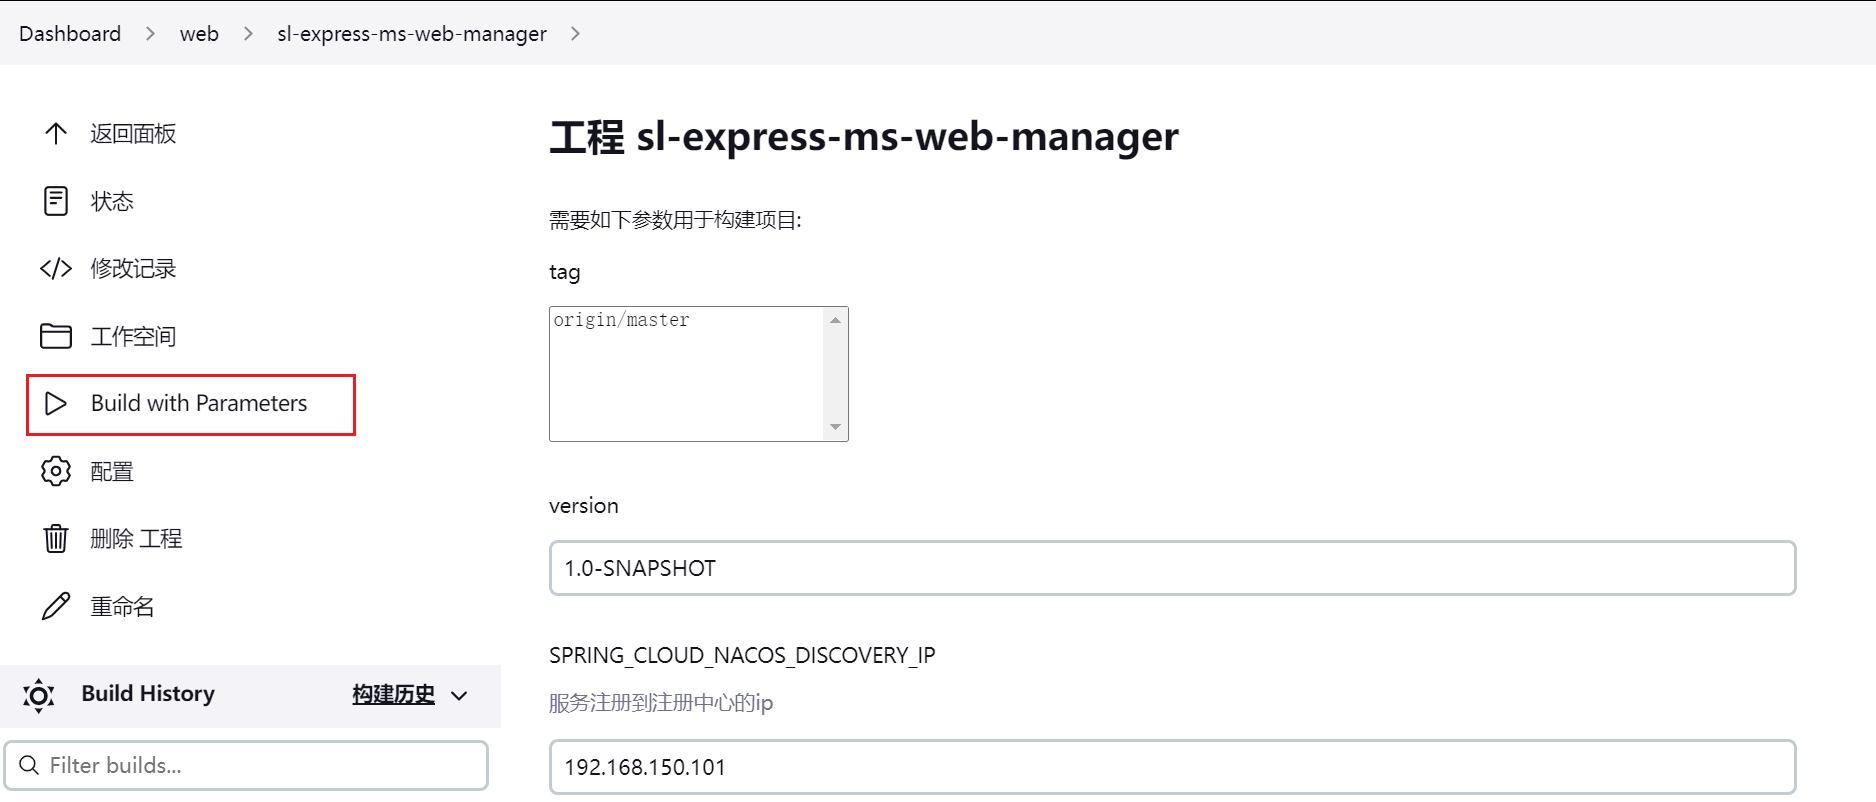 Dashboard > web > sl-express-ms-web-manager >
返回面板
状态
修改记录
工作空间
Build with Parameters
配置
删除 工程
重命名
Build History 构建历史
Filter builds...
工程 sl-express-ms-web-manager
需要如下参数用于构建项目:
tag
origin/master
version
1.0-SNAPSHOT
SPRING_CLOUD_NACOS_DISCOVERY_IP
服务注册到注册中心的ip
192.168.150.101